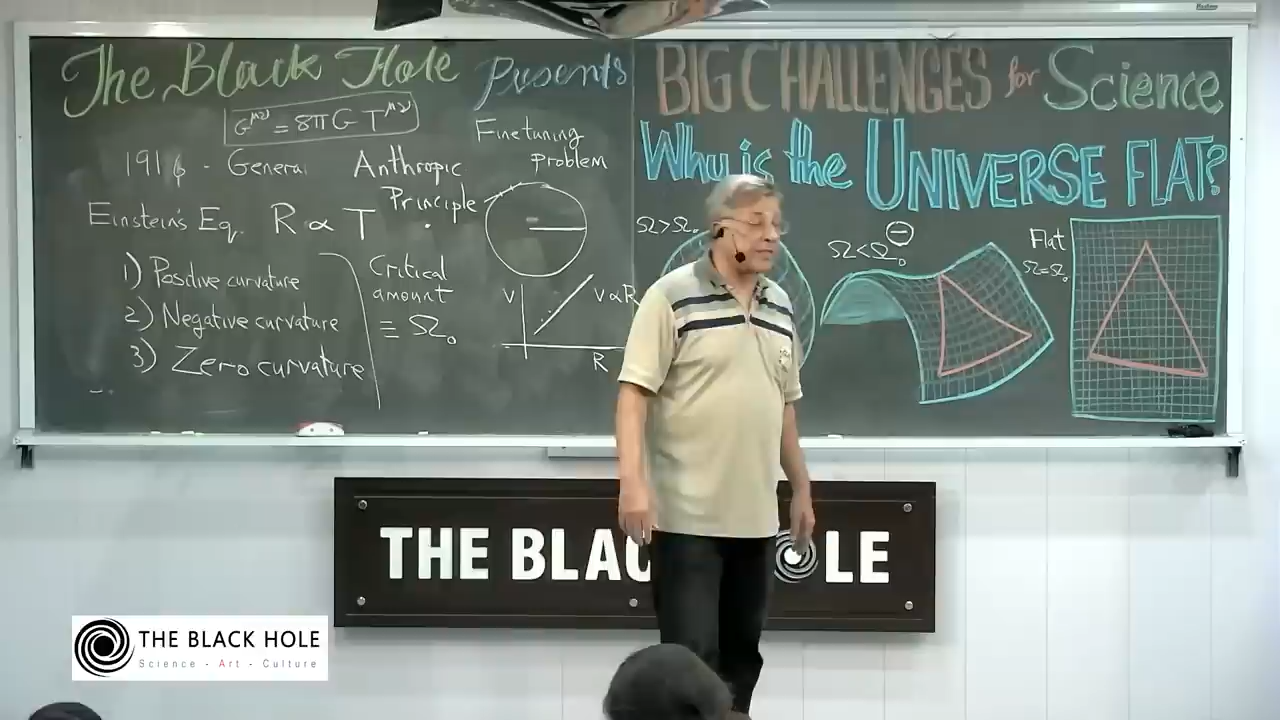 The Black Hole Presents
G^μν = 8πG T^μν
1916 - General
Einstein's Eq. R ∝ T
1) Positive curvature
2) Negative curvature
3) Zero curvature
Anthropic
Principle
Critical
amount
≡ Ω₀
Finetuning
problem
V
V ∝ R
R
BIG CHALLENGES for Science
Why is the UNIVERSE FLAT?
Ω>Ω₀
Ω<Ω₀
Flat
Ω=Ω₀
THE BLAC OLE
THE BLACK HOLE
Science - Art - Culture